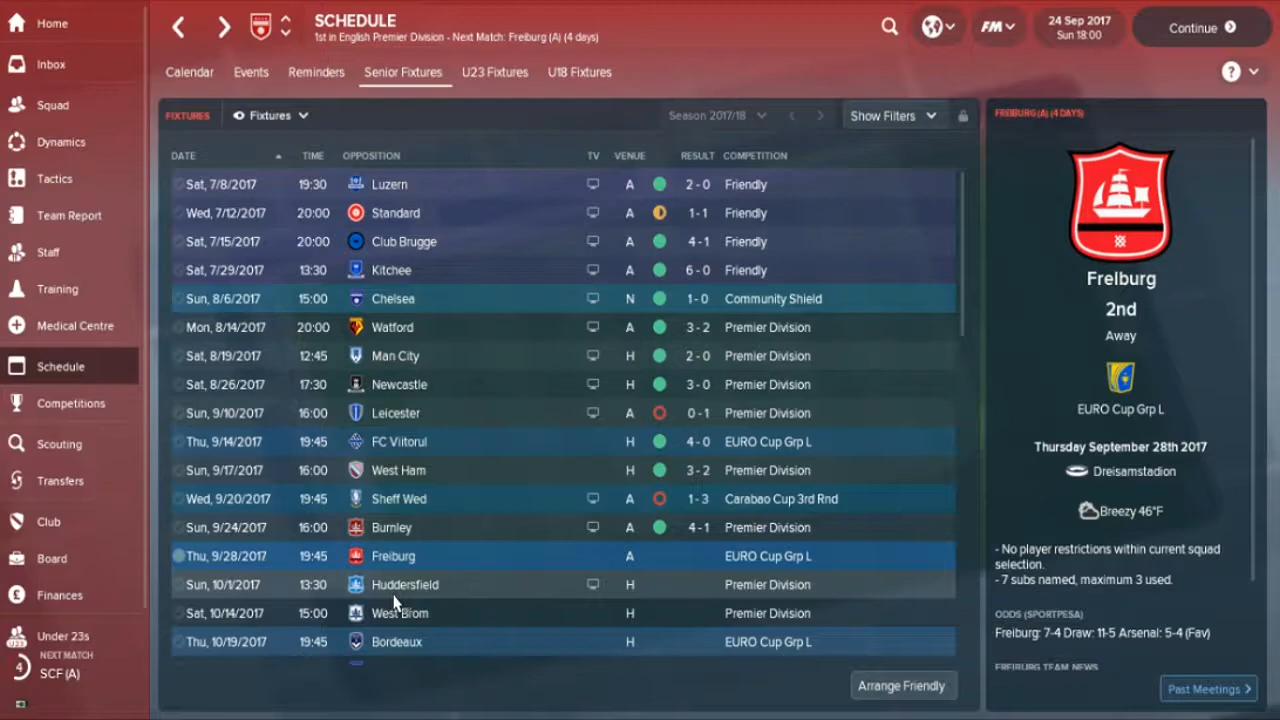 Home
Inbox
Squad
Dynamics
Tactics
Team Report
Staff
Training
Medical Centre
Schedule
Competitions
Scouting
Transfers
Club
Board
Finances
U23
Under 23s
4
NEXT MATCH
SCF (A)
SCHEDULE
1st in English Premier Division - Next Match: Freiburg (A) (4 days)
FM
24 Sep 2017
Sun 18:00
Continue
Calendar Events Reminders Senior Fixtures U23 Fixtures U18 Fixtures
?
FIXTURES Fixtures Season 2017/18 Show Filters
DATE TIME OPPOSITION TV VENUE RESULT COMPETITION
Sat, 7/8/2017 19:30 Luzern A 2 - 0 Friendly
Wed, 7/12/2017 20:00 Standard A 1 - 1 Friendly
Sat, 7/15/2017 20:00 Club Brugge A 4 - 1 Friendly
Sat, 7/29/2017 13:30 Kitchee A 6 - 0 Friendly
Sun, 8/6/2017 15:00 Chelsea N 1 - 0 Community Shield
Mon, 8/14/2017 20:00 Watford A 3 - 2 Premier Division
Sat, 8/19/2017 12:45 Man City H 2 - 0 Premier Division
Sat, 8/26/2017 17:30 Newcastle H 3 - 0 Premier Division
Sun, 9/10/2017 16:00 Leicester A 0 - 1 Premier Division
Thu, 9/14/2017 19:45 FC Viitorul H 4 - 0 EURO Cup Grp L
Sun, 9/17/2017 16:00 West Ham H 3 - 2 Premier Division
Wed, 9/20/2017 19:45 Sheff Wed A 1 - 3 Carabao Cup 3rd Rnd
Sun, 9/24/2017 16:00 Burnley A 4 - 1 Premier Division
Thu, 9/28/2017 19:45 Freiburg A EURO Cup Grp L
Sun, 10/1/2017 13:30 Huddersfield H Premier Division
Sat, 10/14/2017 15:00 West Brom H Premier Division
Thu, 10/19/2017 19:45 Bordeaux H EURO Cup Grp L
Arrange Friendly
FREIBURG (A) (4 DAYS)
Freiburg
2nd
Away
EURO Cup Grp L
Thursday September 28th 2017
Dreisamstadion
Breezy 46°F
- No player restrictions within current squad
selection.
- 7 subs named, maximum 3 used.
ODDS (SPORTPESA)
Freiburg: 7-4 Draw: 11-5 Arsenal: 5-4 (Fav)
FREIBURG TEAM NEWS
Past Meetings